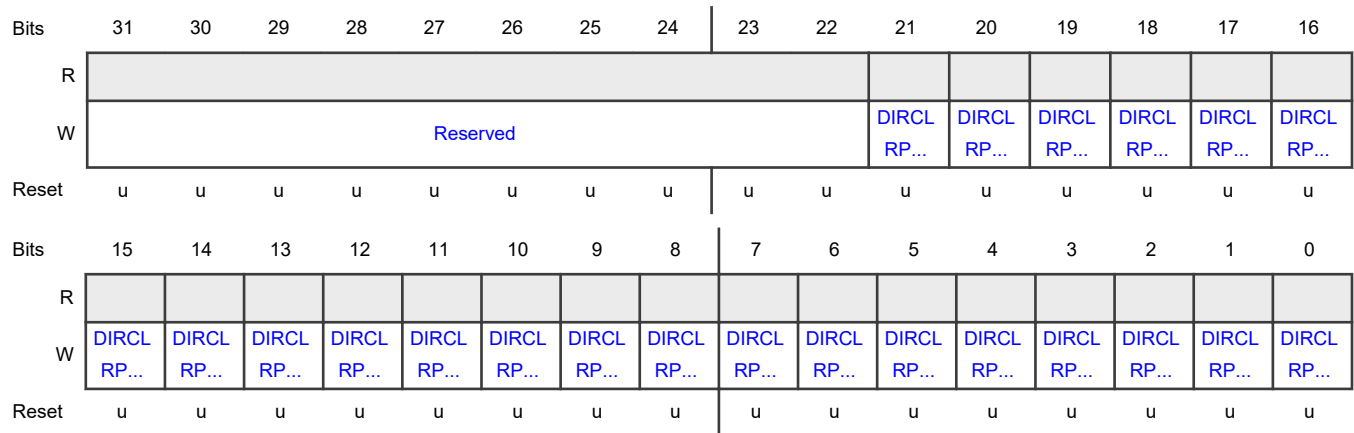 Bits 31 30 29 28 27 26 25 24 23 22 21 20 19 18 17 16
R
W Reserved DIRCL DIRCL DIRCL DIRCL DIRCL DIRCL
RP... RP... RP... RP... RP... RP...
Reset u u u u u u u u u u u u u u u u
Bits 15 14 13 12 11 10 9 8 7 6 5 4 3 2 1 0
R
W DIRCL DIRCL DIRCL DIRCL DIRCL DIRCL DIRCL DIRCL DIRCL DIRCL DIRCL DIRCL DIRCL DIRCL DIRCL DIRCL
RP... RP... RP... RP... RP... RP... RP... RP... RP... RP... RP... RP... RP... RP... RP... RP...
Reset u u u u u u u u u u u u u u u u